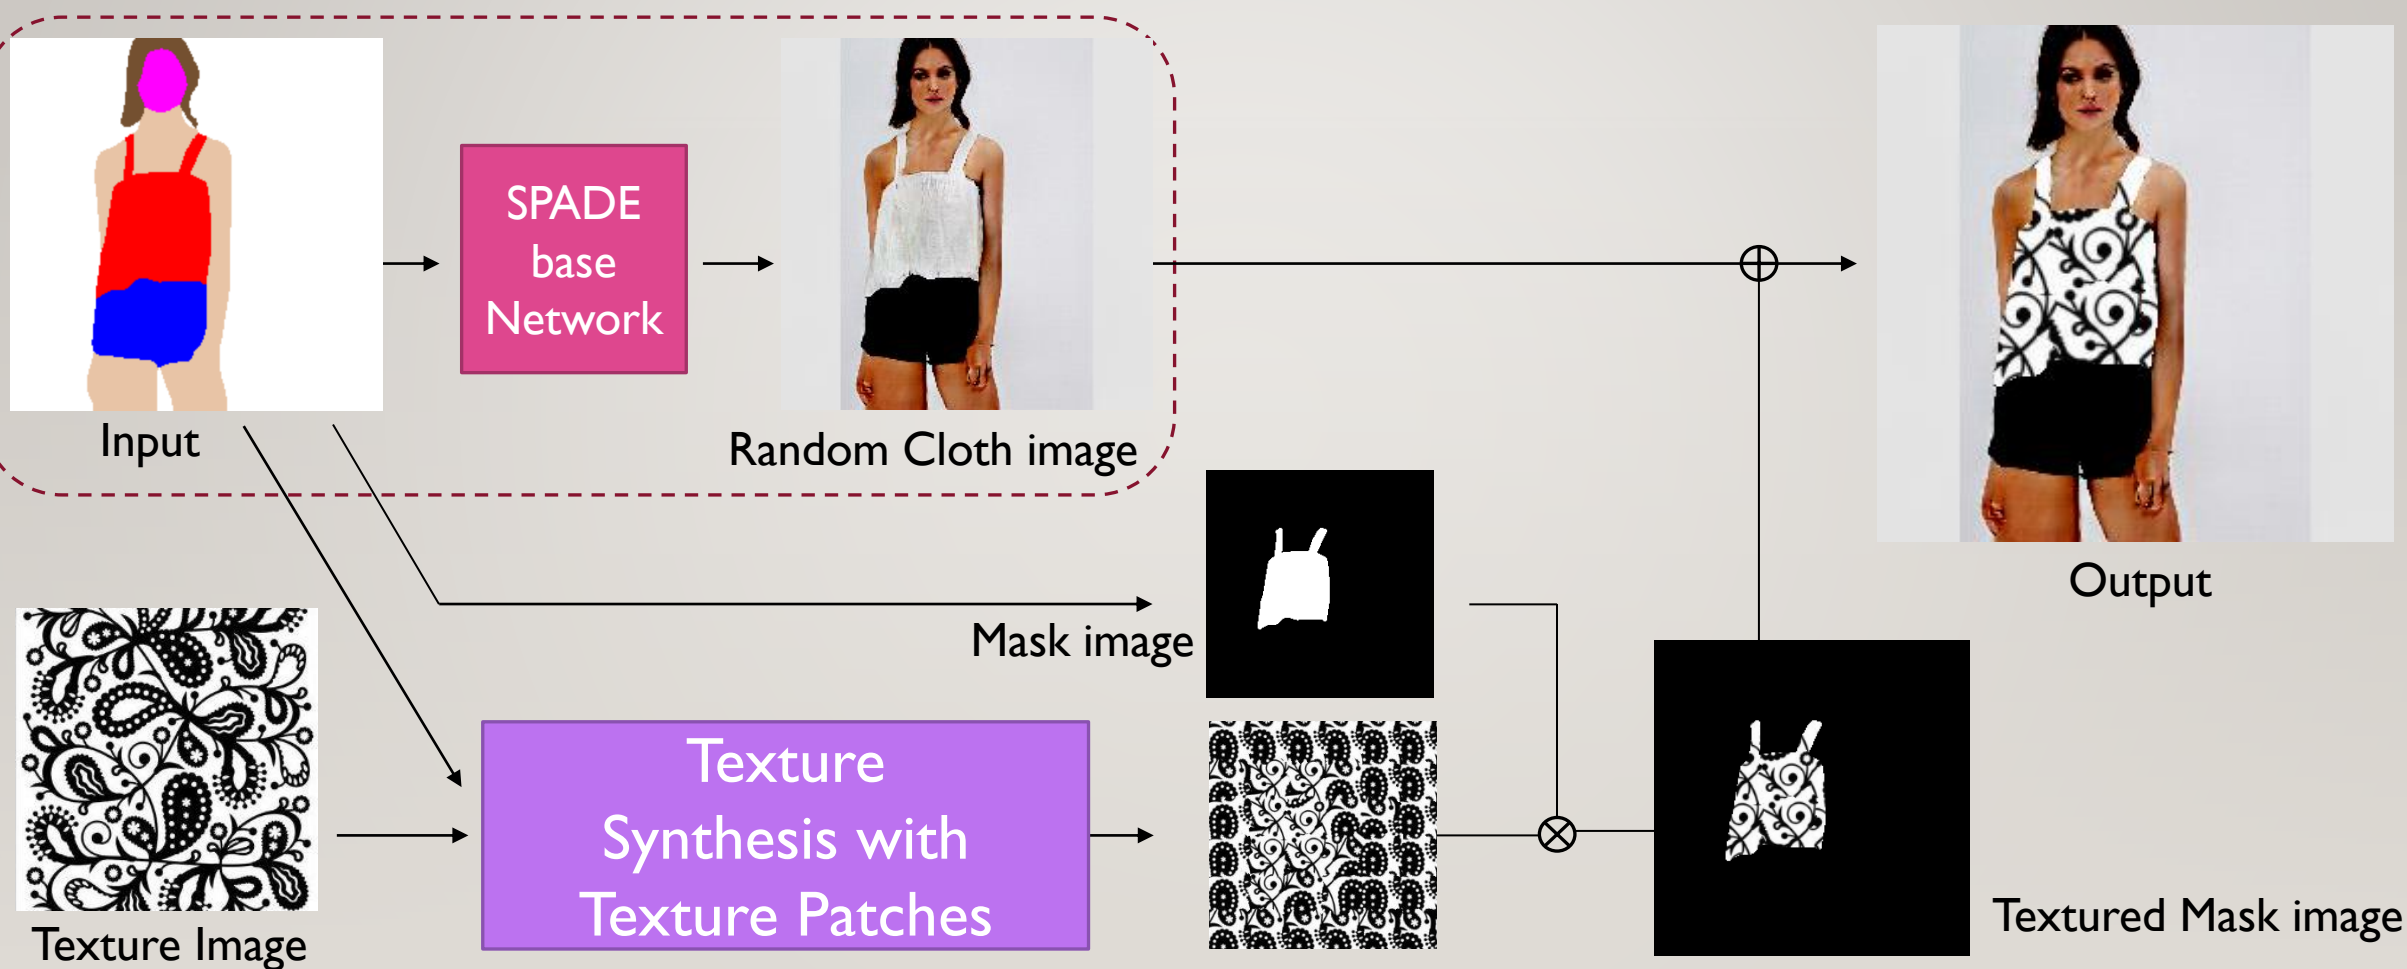 SPADE
base
Network
Input
Random Cloth image
Output
Mask image
Texture
Synthesis with
Texture Patches
Texture Image
Textured Mask image